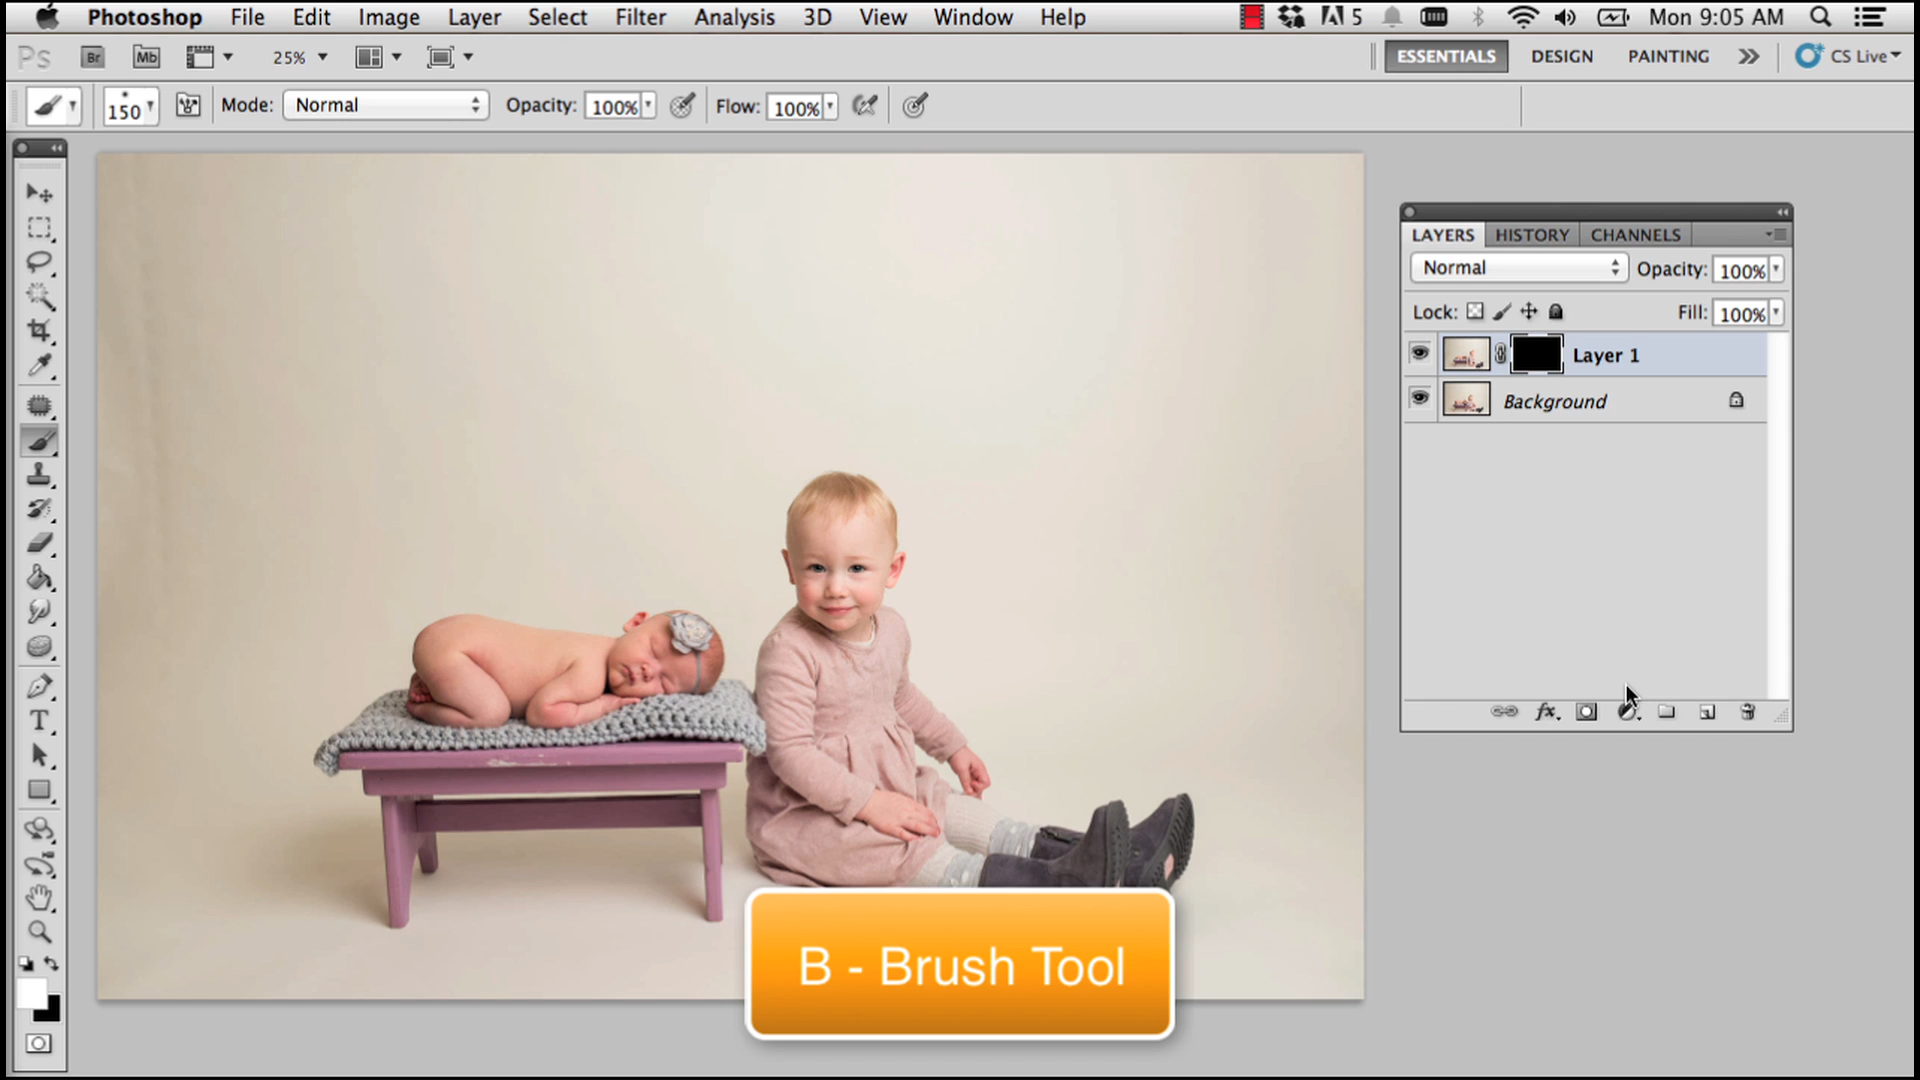 Photoshop File Edit Image Layer Select Filter Analysis 3D View Window Help 5 Mon 9:05 AM
Ps Br Mb 25% ESSENTIALS DESIGN PAINTING CS Live
150 Mode: Normal Opacity: 100% Flow: 100%
LAYERS HISTORY CHANNELS
Normal Opacity: 100%
Lock: Fill: 100%
Layer 1
Background
fx
T
B - Brush Tool